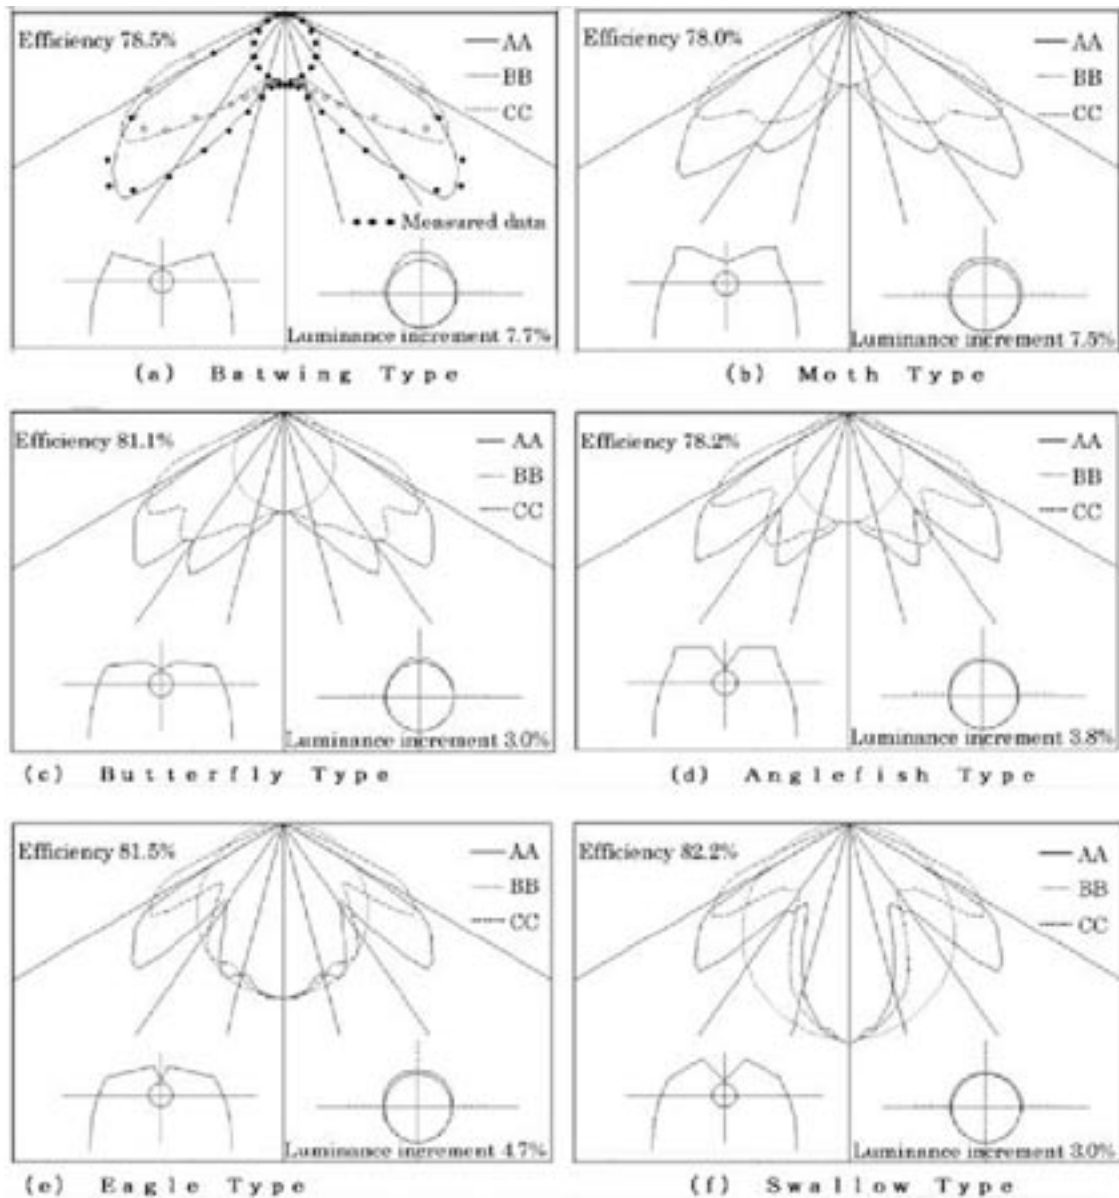 Efficiency 78.5%
AA
BB
CC
Measured data
Luminance increment 7.7%
(a) Batwing Type
Efficiency 78.0%
AA
BB
CC
Luminance increment 7.5%
(b) Moth Type
Efficiency 81.1%
AA
BB
CC
Luminance increment 3.0%
(c) Butterfly Type
Efficiency 78.2%
AA
BB
CC
Luminance increment 3.8%
(d) Anglefish Type
Efficiency 81.5%
AA
BB
CC
Luminance increment 4.7%
(e) Eagle Type
Efficiency 82.2%
AA
BB
CC
Luminance increment 3.0%
(f) Swallow Type